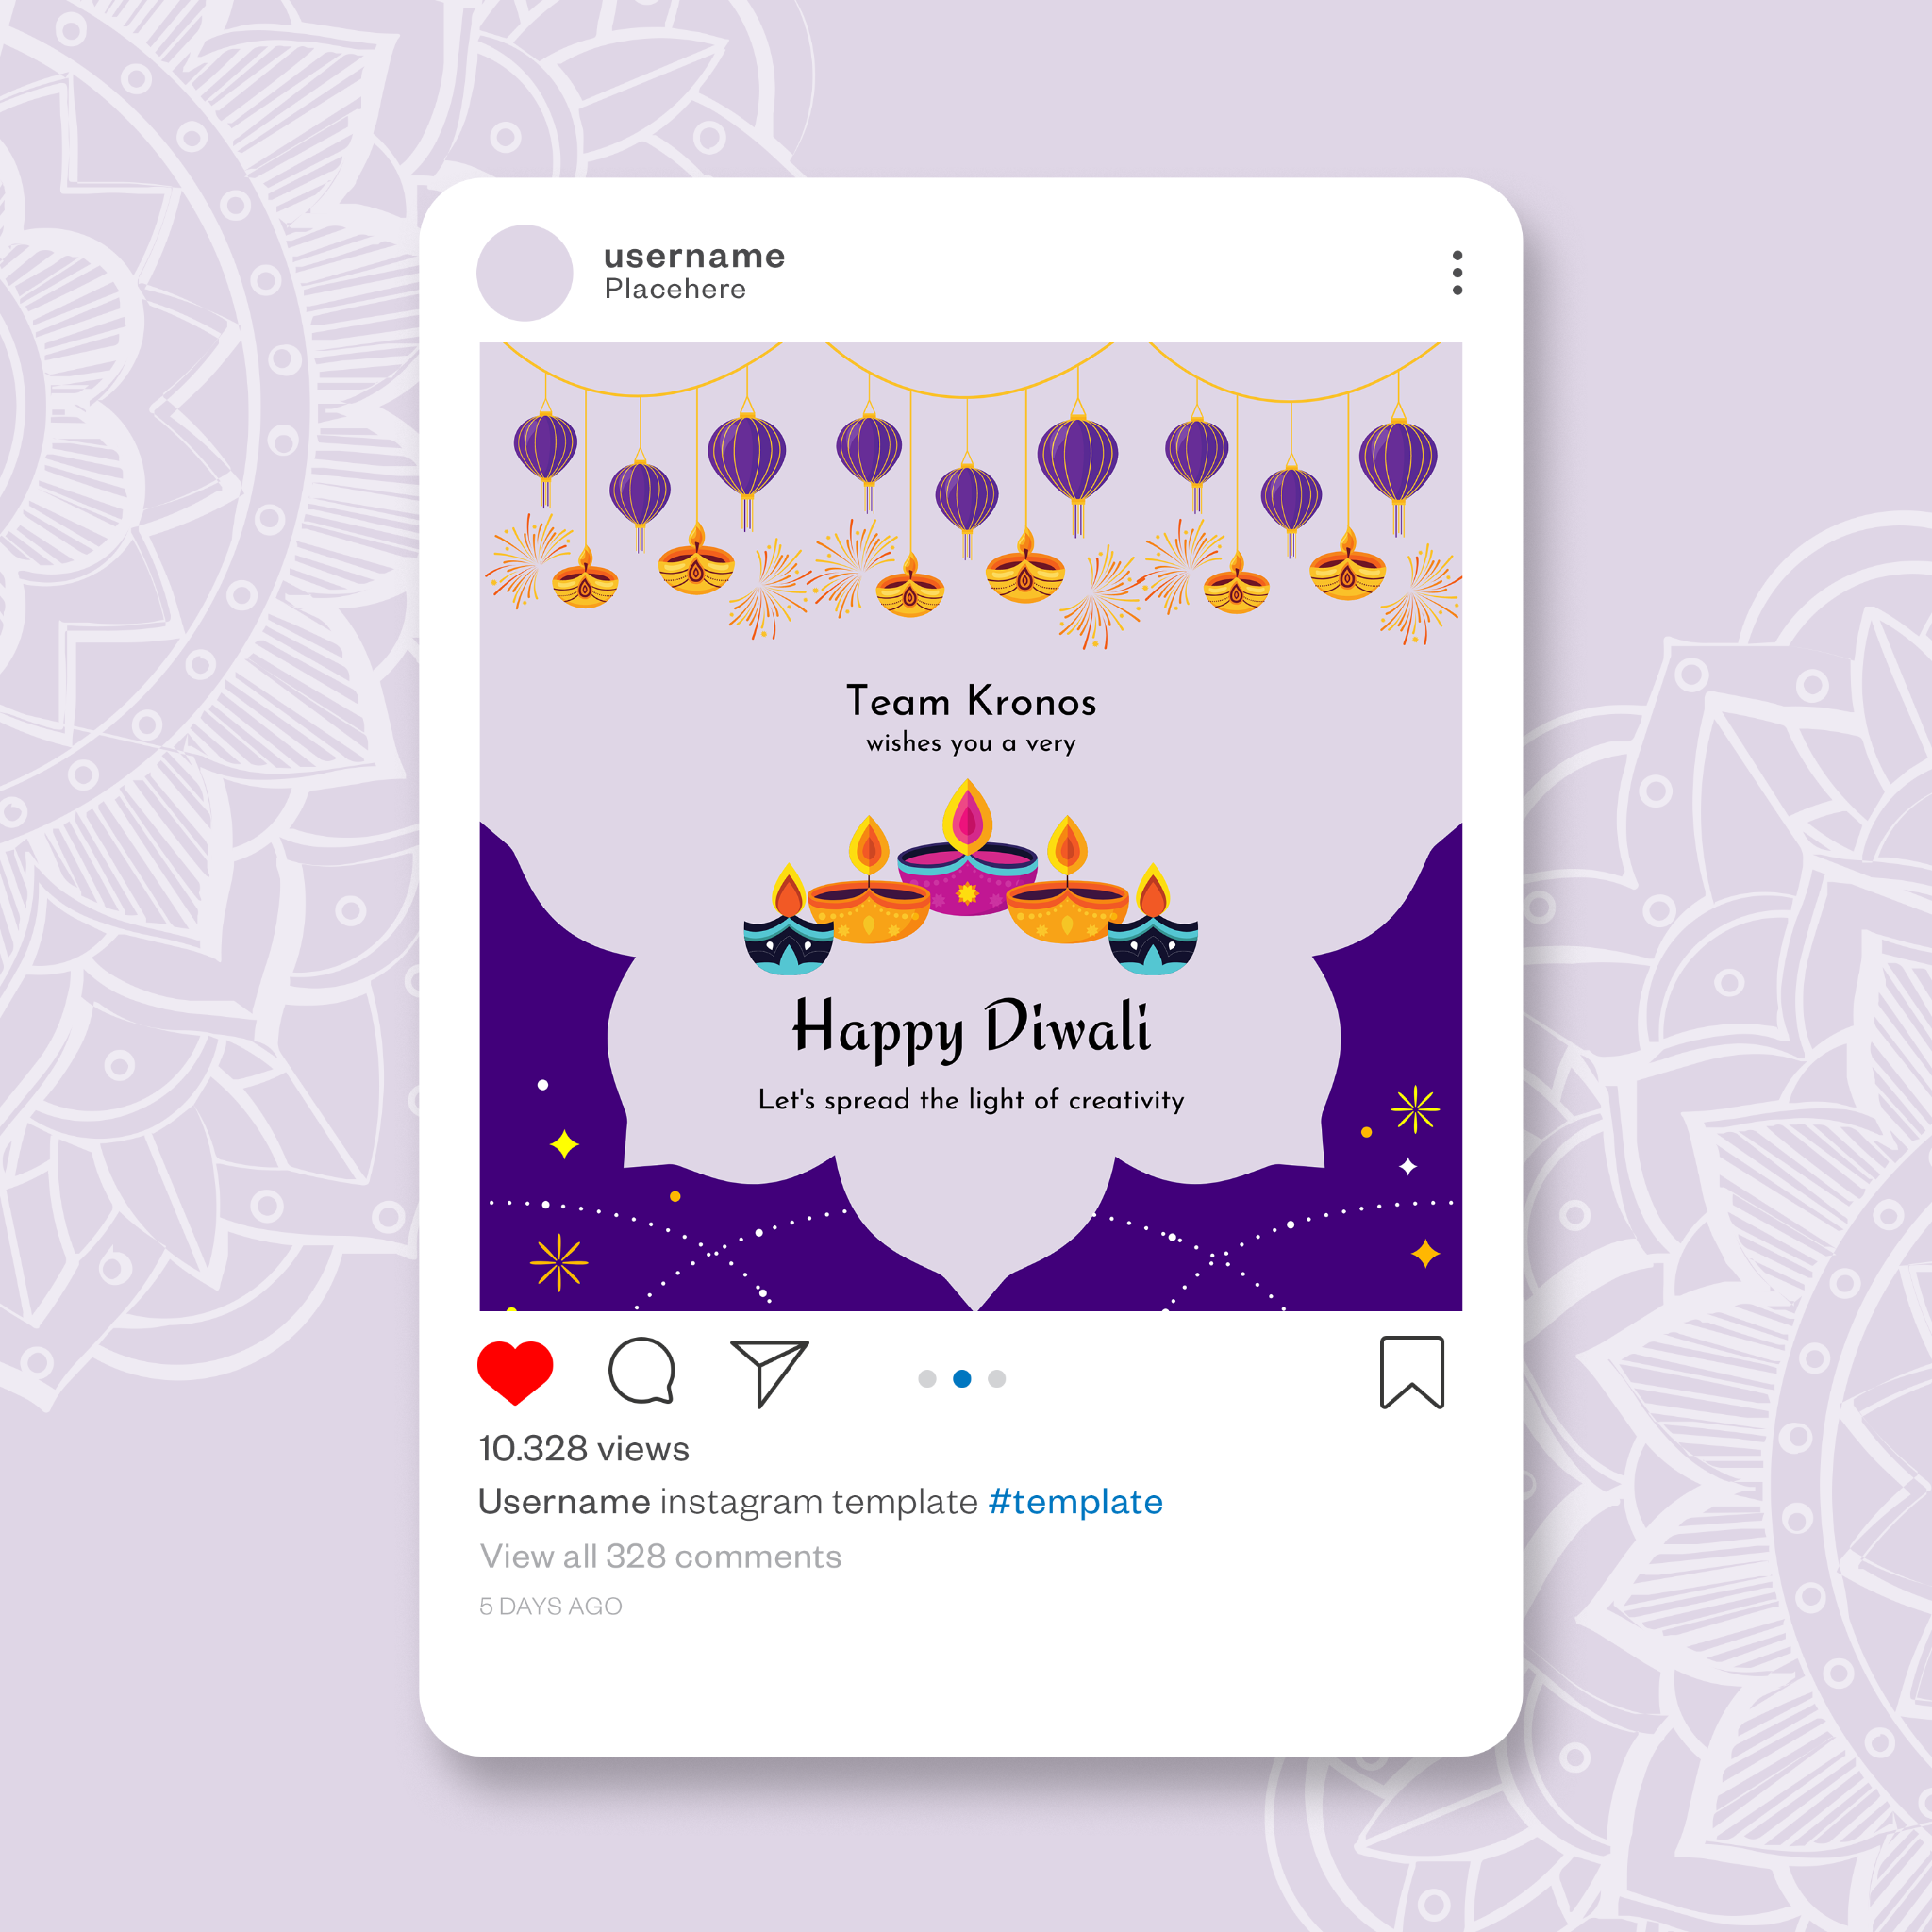 username
Placehere
Team Kronos
wishes you a very
Happy Diwali
Let's spread the light of creativity
10.328 views
Username instagram template #template
View all 328 comments
5 DAYS AGO